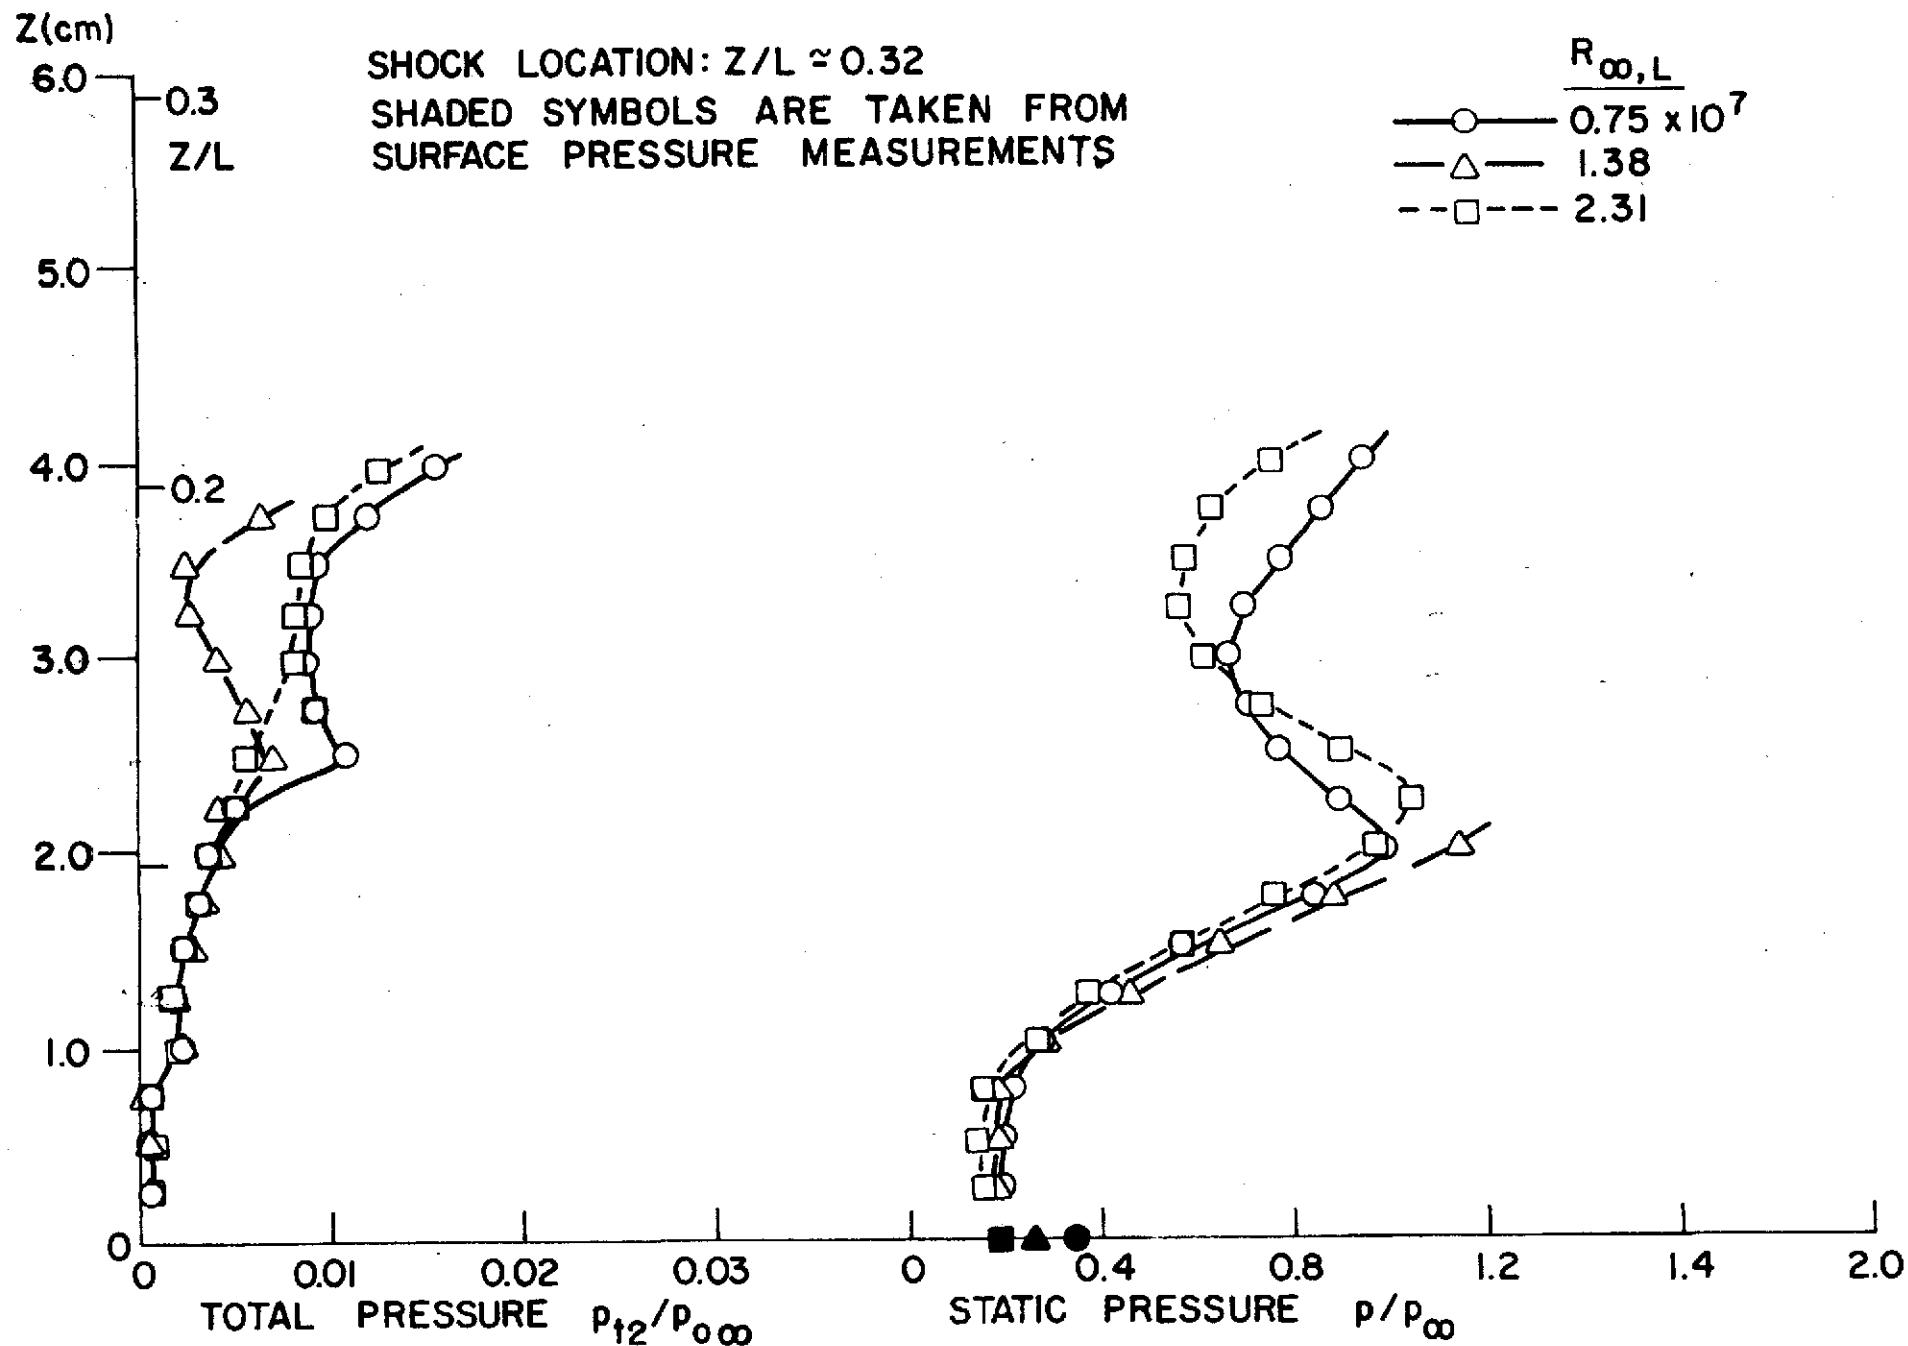 Z(cm)
SHOCK LOCATION: Z/L ≃ 0.32
SHADED SYMBOLS ARE TAKEN FROM
SURFACE PRESSURE MEASUREMENTS
R∞,L
0.75 x10^7
1.38
2.31
6.0
5.0
4.0
3.0
2.0
1.0
0
0.3
Z/L
0.2
0 0.01 0.02 0.03
TOTAL PRESSURE pt2/po∞
0 0.4 0.8 1.2 1.4 2.0
STATIC PRESSURE p/p∞